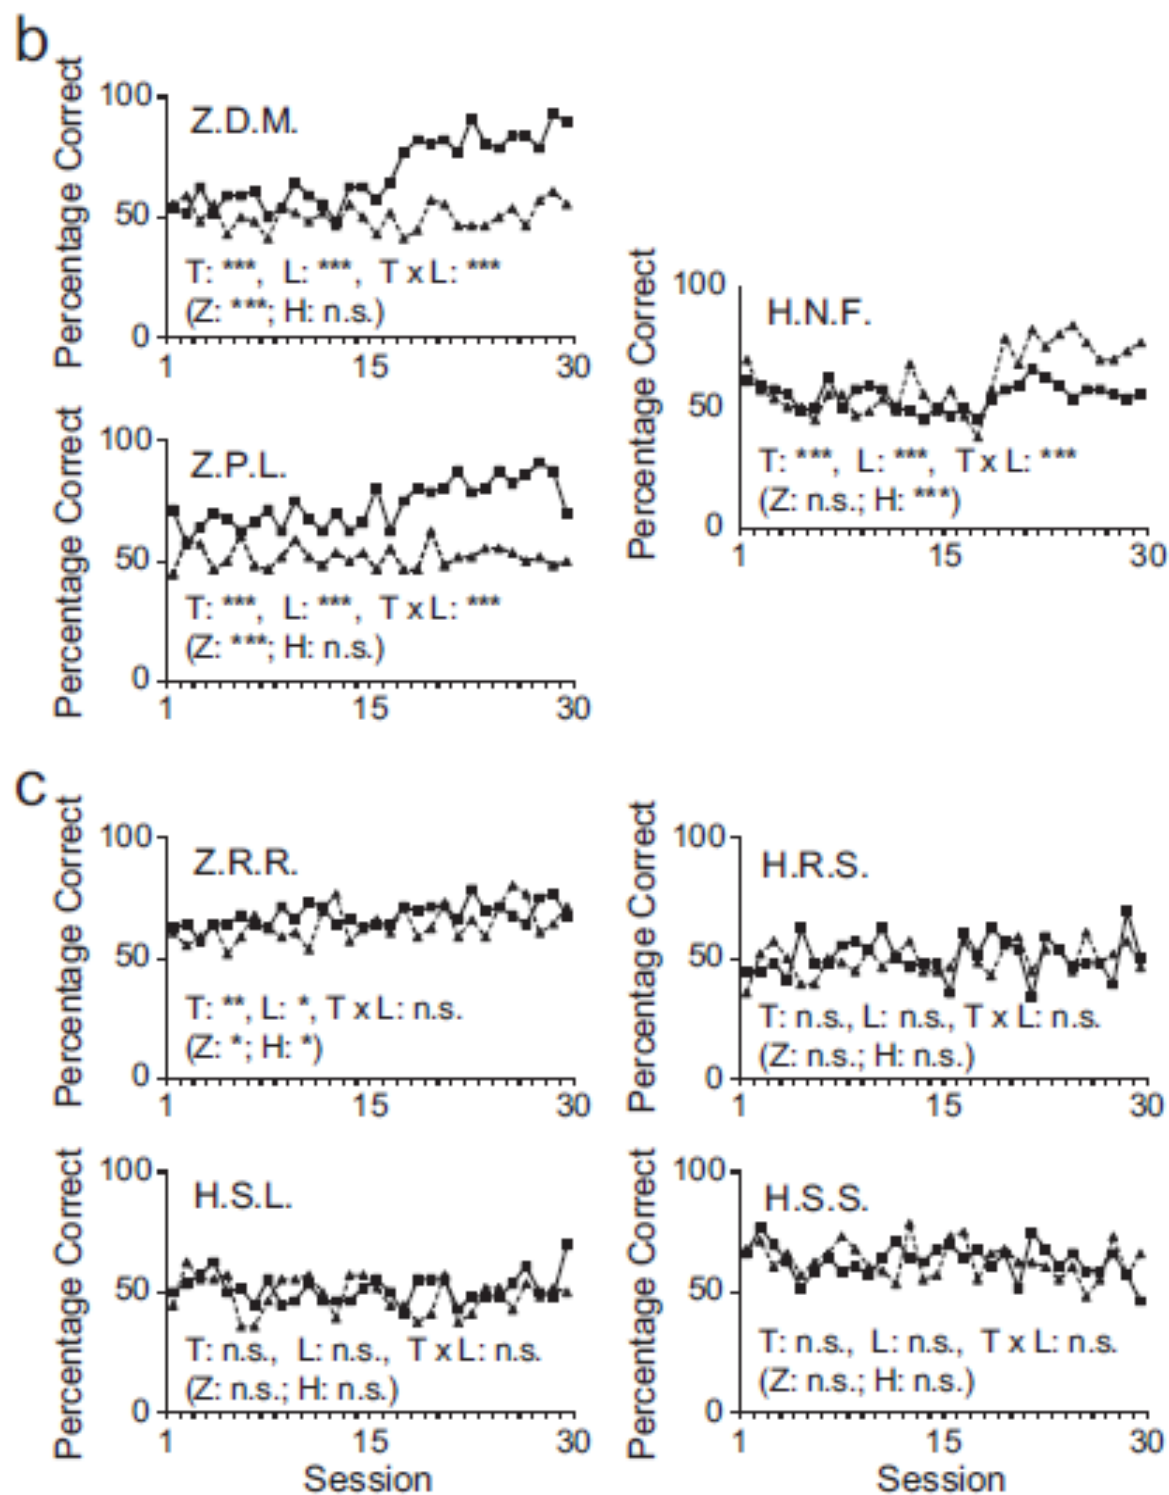 b
Percentage Correct
100
50
0
Z.D.M.
T: ***, L: ***, T x L: ***
(Z: ***; H: n.s.)
1 15 30
Percentage Correct
100
50
0
H.N.F.
T: ***, L: ***, T x L: ***
(Z: n.s.; H: ***)
1 15 30
Percentage Correct
100
50
0
Z.P.L.
T: ***, L: ***, T x L: ***
(Z: ***; H: n.s.)
1 15 30
c
Percentage Correct
100
50
0
Z.R.R.
T: **, L: *, T x L: n.s.
(Z: *; H: *)
1 15 30
Percentage Correct
100
50
0
H.R.S.
T: n.s., L: n.s., T x L: n.s.
(Z: n.s.; H: n.s.)
1 15 30
Percentage Correct
100
50
0
H.S.L.
T: n.s., L: n.s., T x L: n.s.
(Z: n.s.; H: n.s.)
1 15 30
Session
Percentage Correct
100
50
0
H.S.S.
T: n.s., L: n.s., T x L: n.s.
(Z: n.s.; H: n.s.)
1 15 30
Session